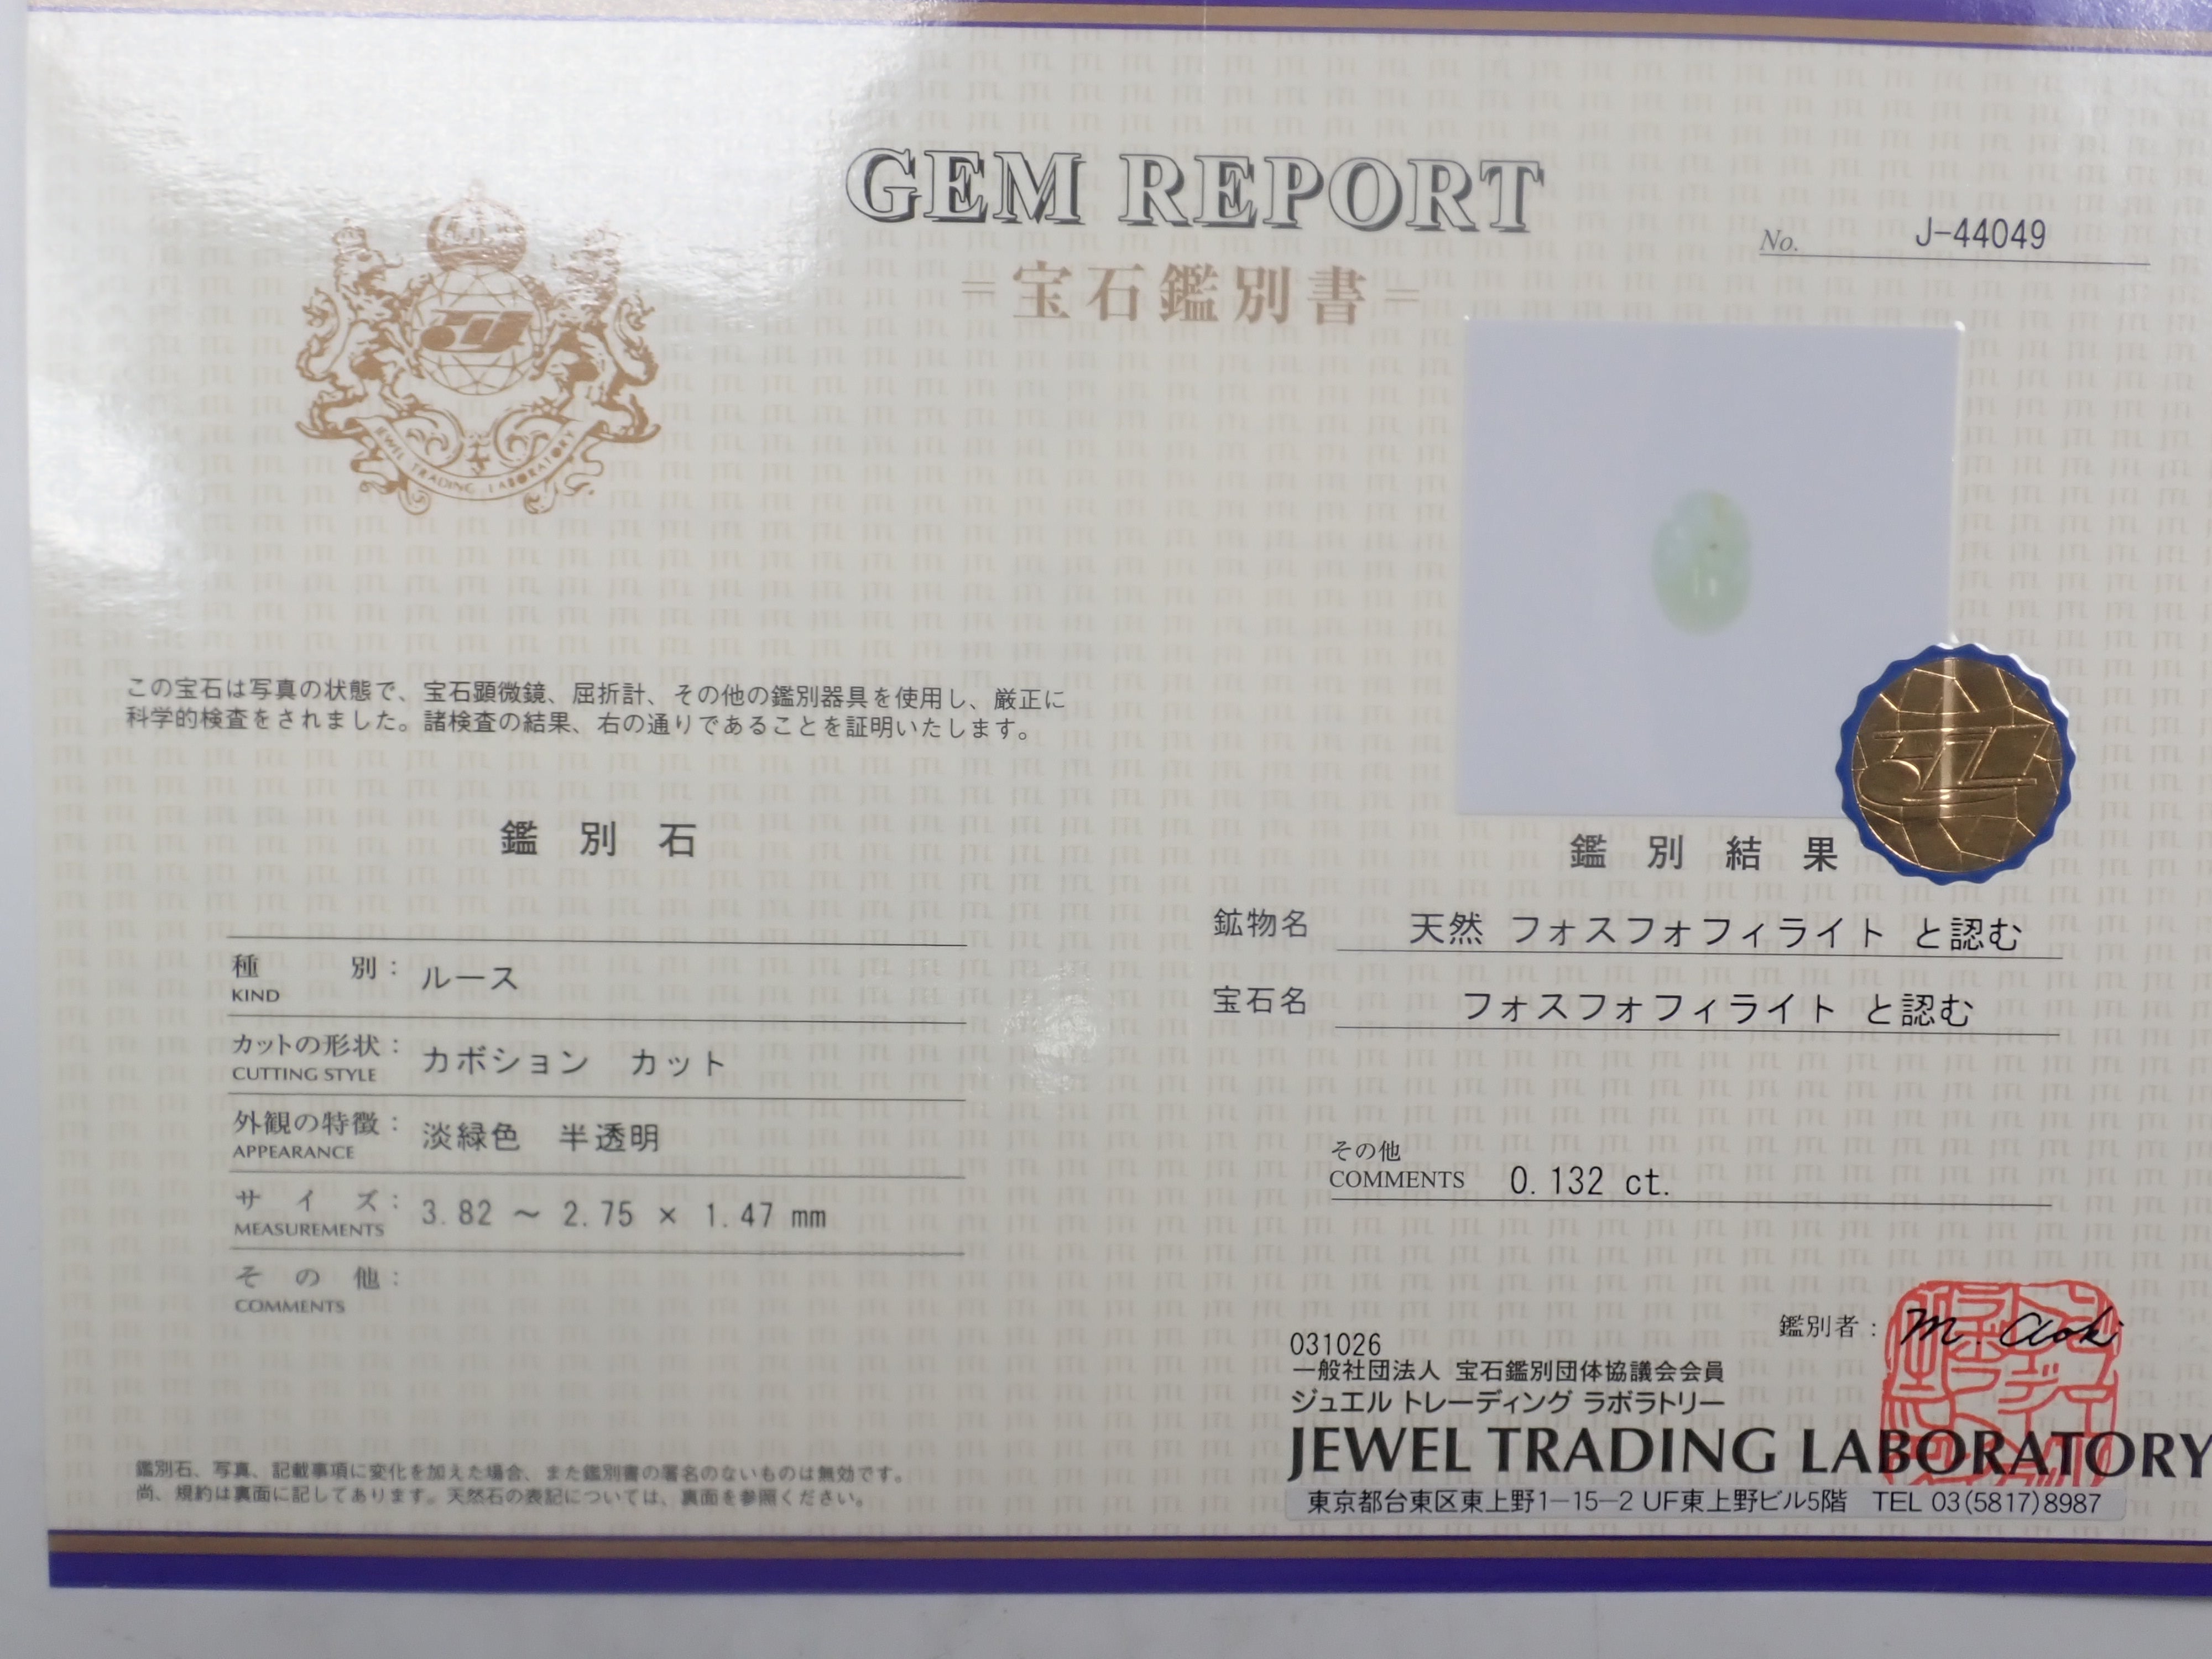 GEM REPORT
=宝石鑑別書=
No. J-44049
JEWEL TRADING LABORATORY
この宝石は写真の状態で、宝石顕微鏡、屈折計、その他の鑑別器具を使用し、厳正に
科学的検査をされました。諸検査の結果、右の通りであることを証明いたします。
鑑別石
種別: ルース
KIND
カットの形状: カボション カット
CUTTING STYLE
外観の特徴: 淡緑色 半透明
APPEARANCE
サイズ: 3.82 ～ 2.75 × 1.47 mm
MEASUREMENTS
その他:
COMMENTS
鑑別石、写真、記載事項に変化を加えた場合、また鑑別書の署名のないものは無効です。
尚、規約は裏面に記してあります。天然石の表記については、裏面を参照ください。
鑑別結果
鉱物名 天然 フォスフォフィライト と認む
宝石名 フォスフォフィライト と認む
その他
COMMENTS 0.132 ct.
鑑別者: M. Aoki
031026
一般社団法人 宝石鑑別団体協議会会員
ジュエル トレーディング ラボラトリー
JEWEL TRADING LABORATORY
東京都台東区東上野1－15－2 UF東上野ビル5階 TEL 03(5817)8987